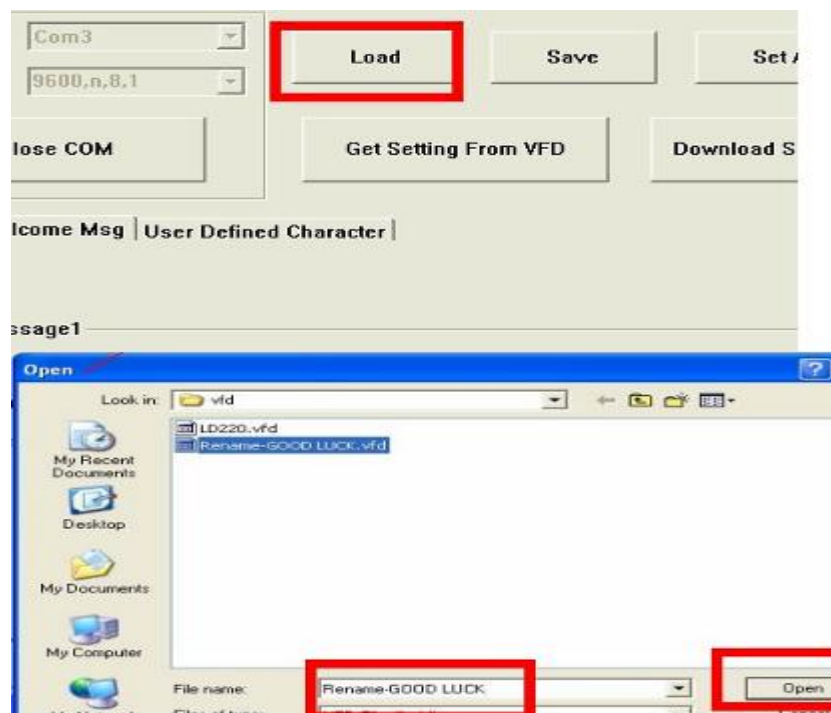 Com3
Load Save Set A
9600,n,8,1
lose COM Get Setting From VFD Download S
lcome Msg User Defined Character
ssage1
Open
Look in: vfd
LD220.vfd
Rename-GOOD LUCK.vfd
My Recent
Documents
Desktop
My Documents
My Computer
File name: Rename-GOOD LUCK Open